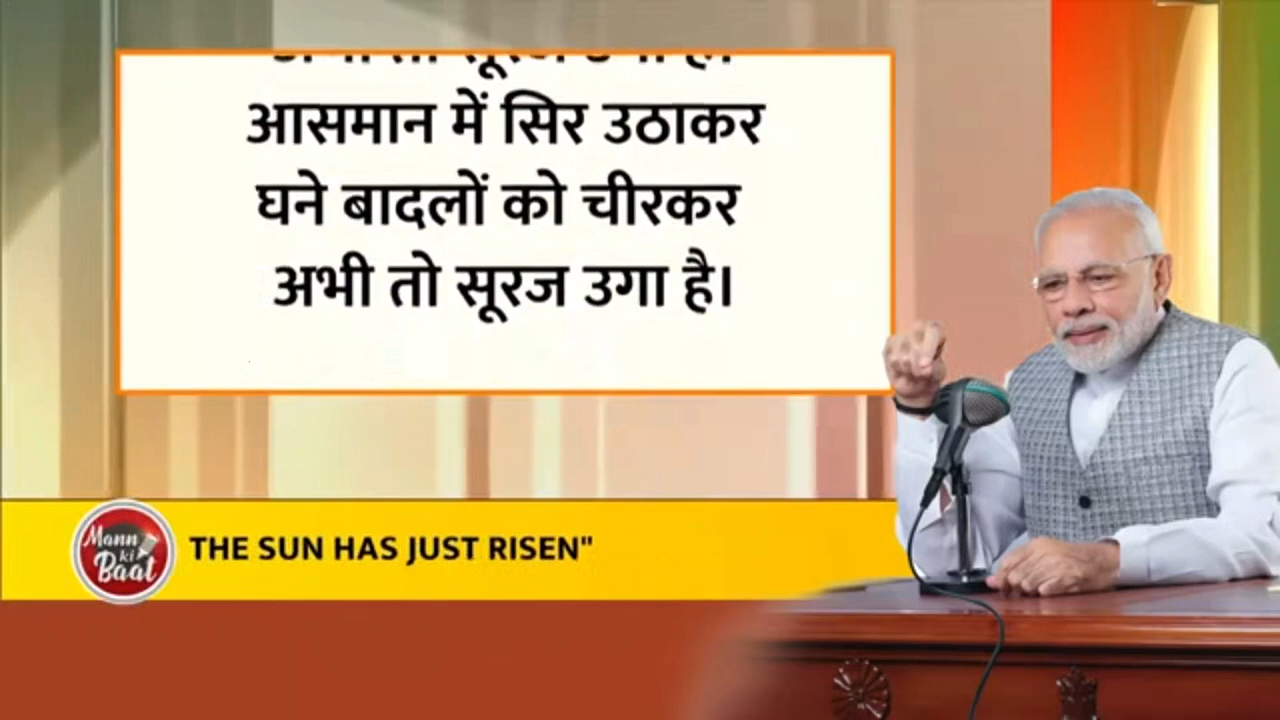 आसमान में सिर उठाकर
घने बादलों को चीरकर
अभी तो सूरज उगा है।
Mann
ki
Baat
THE SUN HAS JUST RISEN"